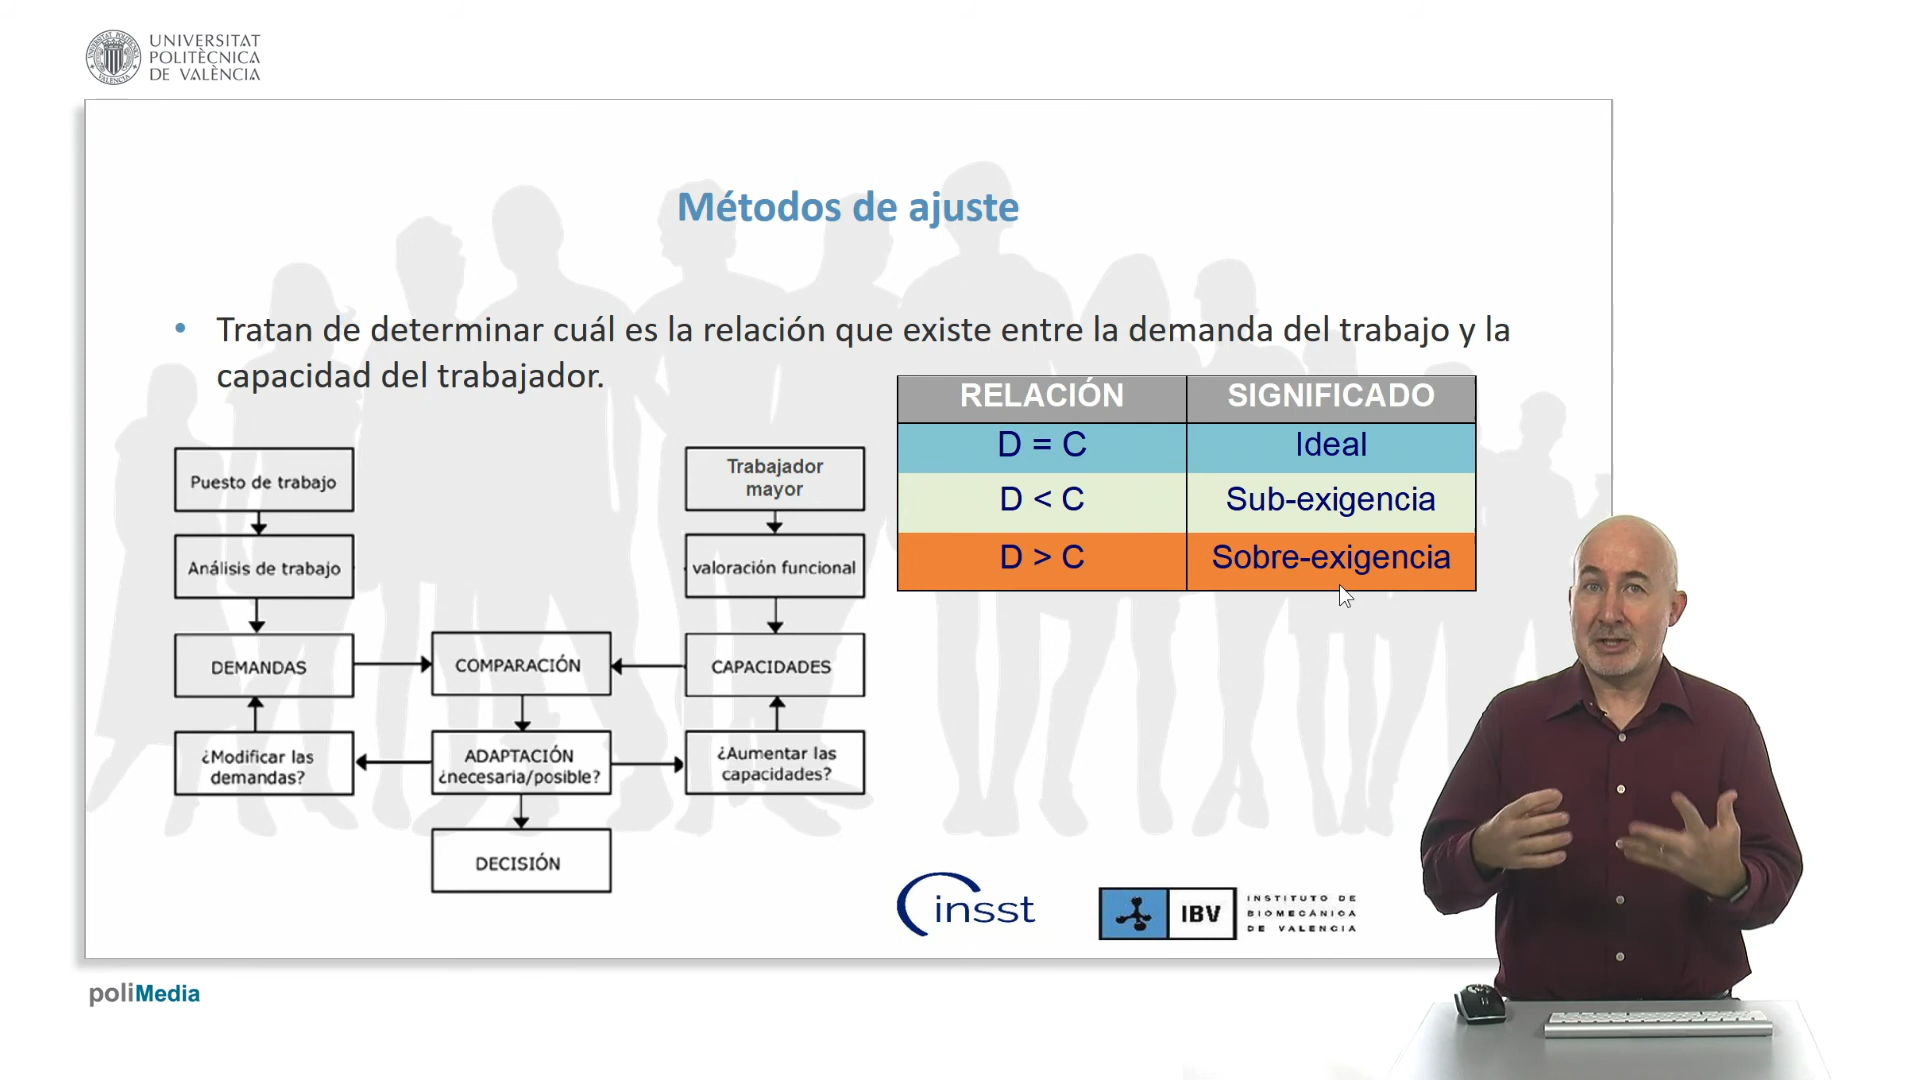 UNIVERSITAT
POLITÈCNICA
DE VALÈNCIA
Métodos de ajuste
• Tratan de determinar cuál es la relación que existe entre la demanda del trabajo y la
capacidad del trabajador.
RELACIÓN SIGNIFICADO
D = C Ideal
D < C Sub-exigencia
D > C Sobre-exigencia
Puesto de trabajo
Trabajador
mayor
Análisis de trabajo
valoración funcional
DEMANDAS
COMPARACIÓN
CAPACIDADES
¿Modificar las
demandas?
ADAPTACIÓN
¿necesaria/posible?
¿Aumentar las
capacidades?
DECISIÓN
insst
IBV
INSTITUTO DE
BIOMECÁNICA
DE VALENCIA
poliMedia